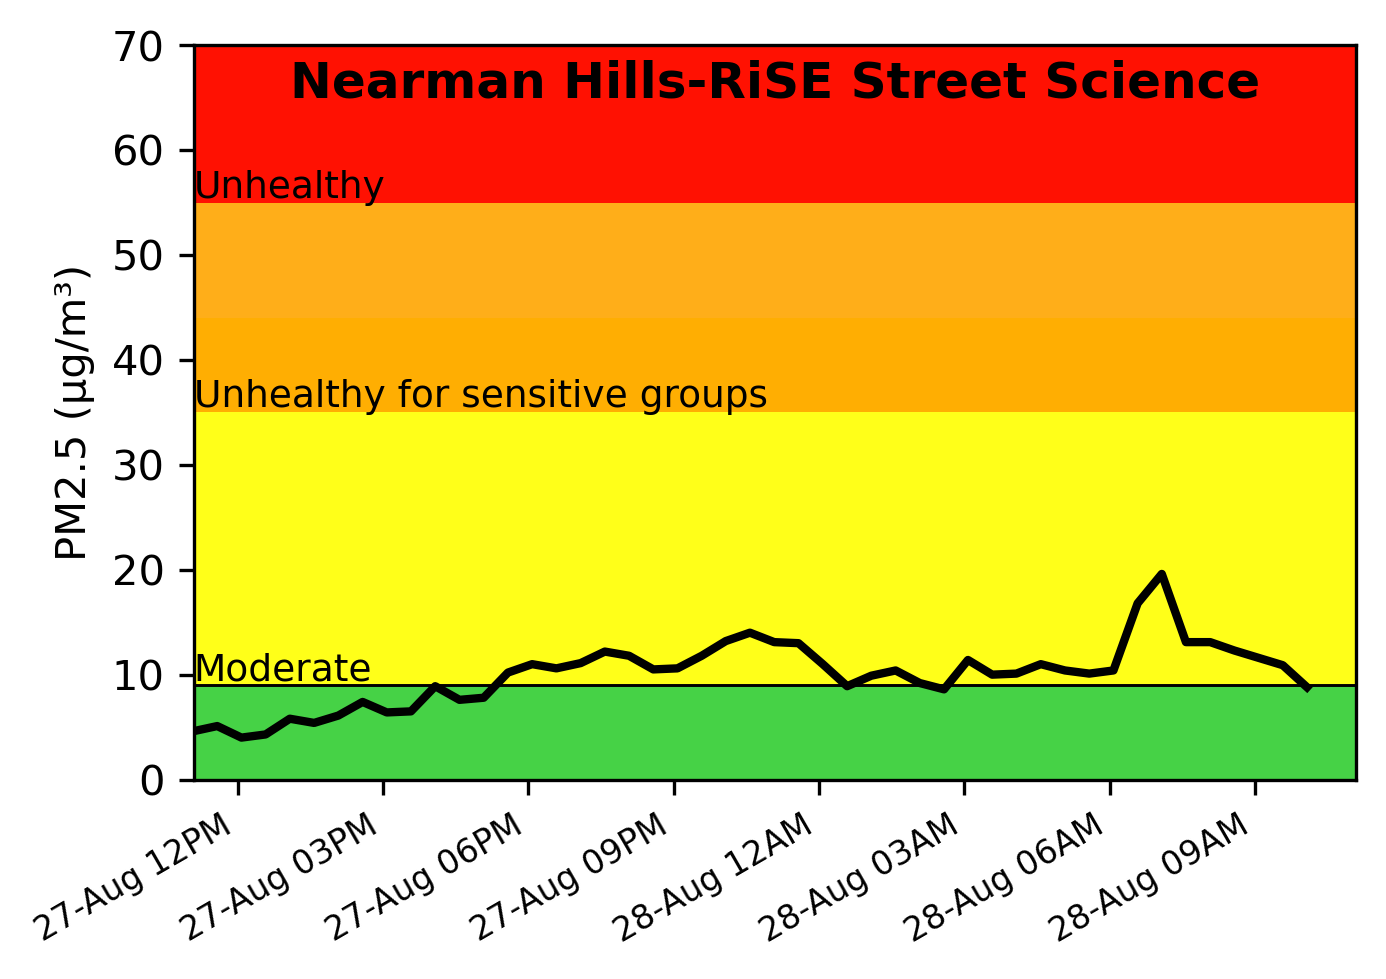 Nearman Hills-RiSE Street Science
70
60
50
40
30
20
10
0
PM2.5 (µg/m³)
Unhealthy
Unhealthy for sensitive groups
Moderate
27-Aug 12PM
27-Aug 03PM
27-Aug 06PM
27-Aug 09PM
28-Aug 12AM
28-Aug 03AM
28-Aug 06AM
28-Aug 09AM